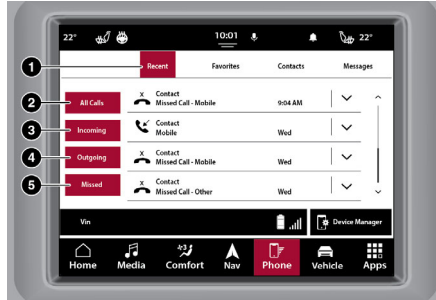 22° 10:01 22°
1 Recent Favorites Contacts Messages
2 All Calls
x Contact
Missed Call - Mobile 9:04 AM
3 Incoming
Contact
Mobile Wed
4 Outgoing
x Contact
Missed Call - Mobile Wed
5 Missed
x Contact
Missed Call - Other Wed
Vin Device Manager
Home Media Comfort Nav Phone Vehicle Apps